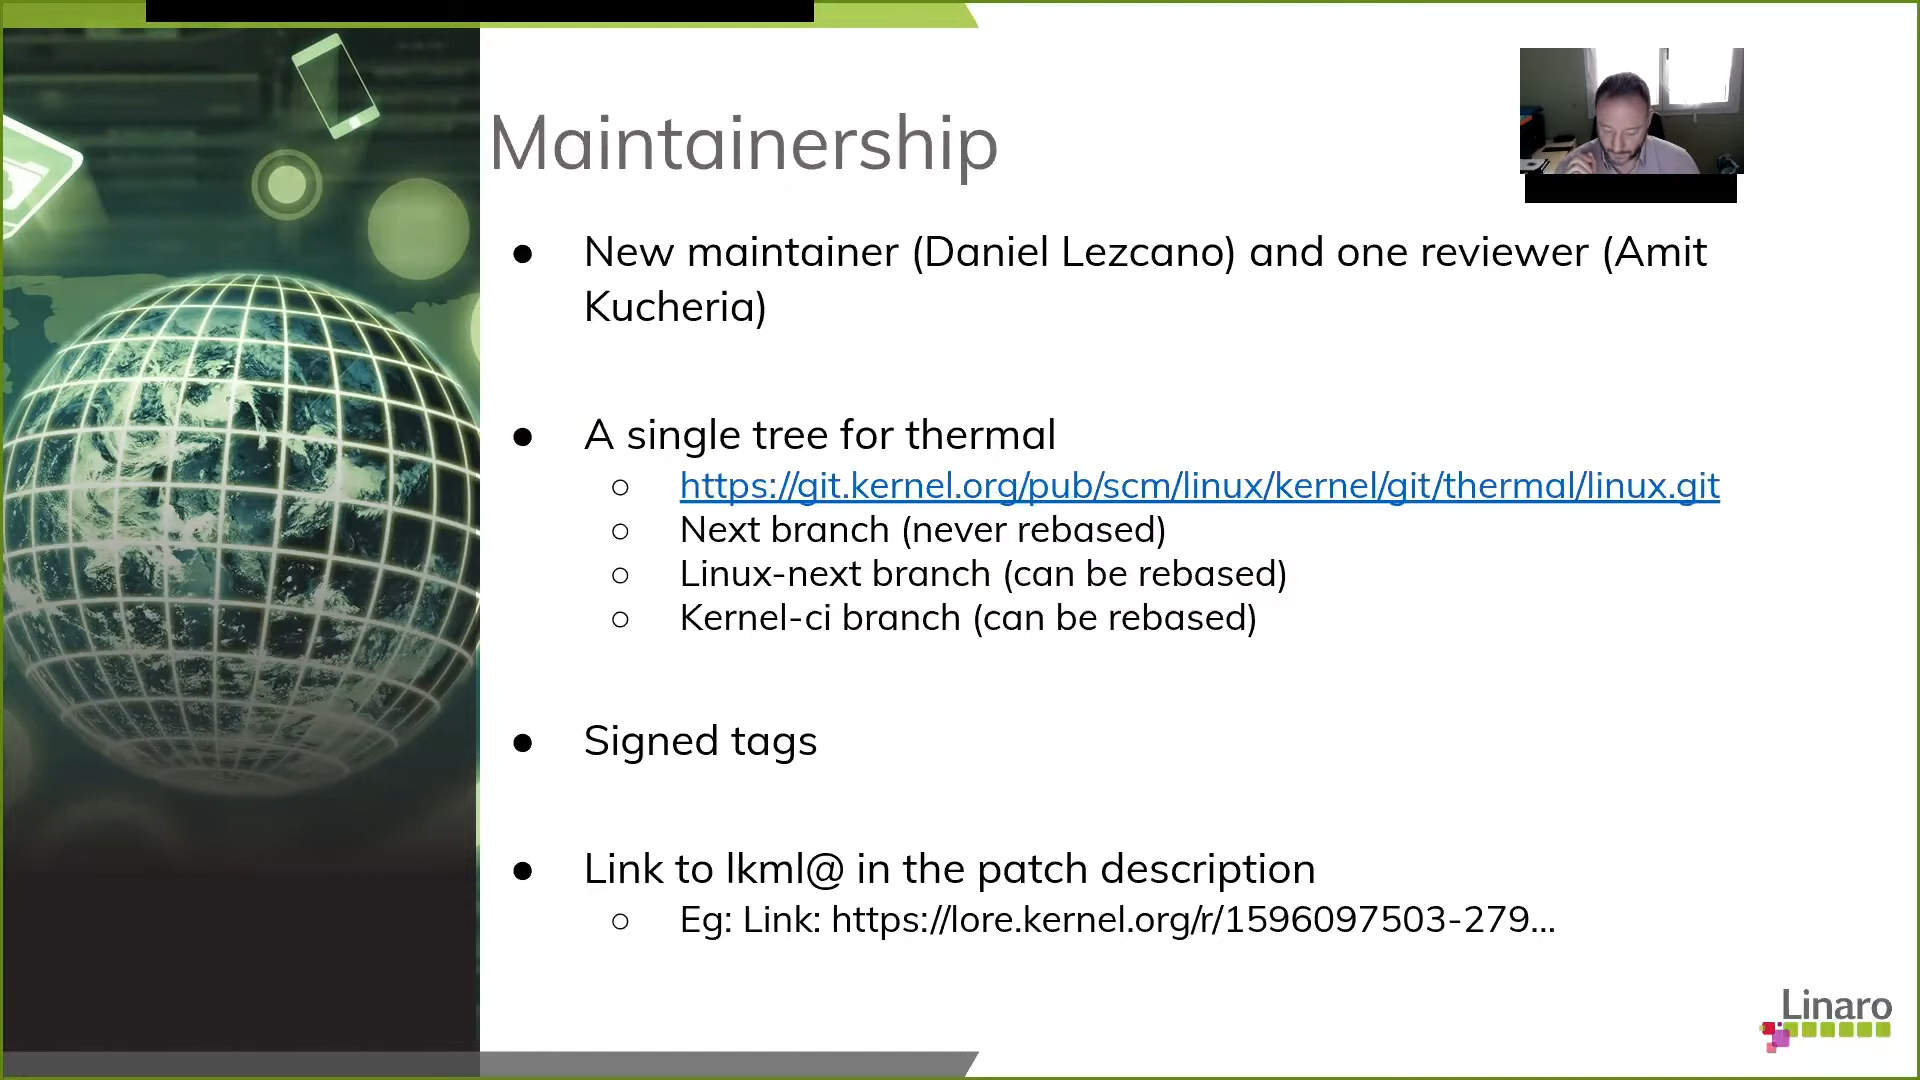 Maintainership
● New maintainer (Daniel Lezcano) and one reviewer (Amit
Kucheria)
● A single tree for thermal
○ https://git.kernel.org/pub/scm/linux/kernel/git/thermal/linux.git
○ Next branch (never rebased)
○ Linux-next branch (can be rebased)
○ Kernel-ci branch (can be rebased)
● Signed tags
● Link to lkml@ in the patch description
○ Eg: Link: https://lore.kernel.org/r/1596097503-279...
Linaro